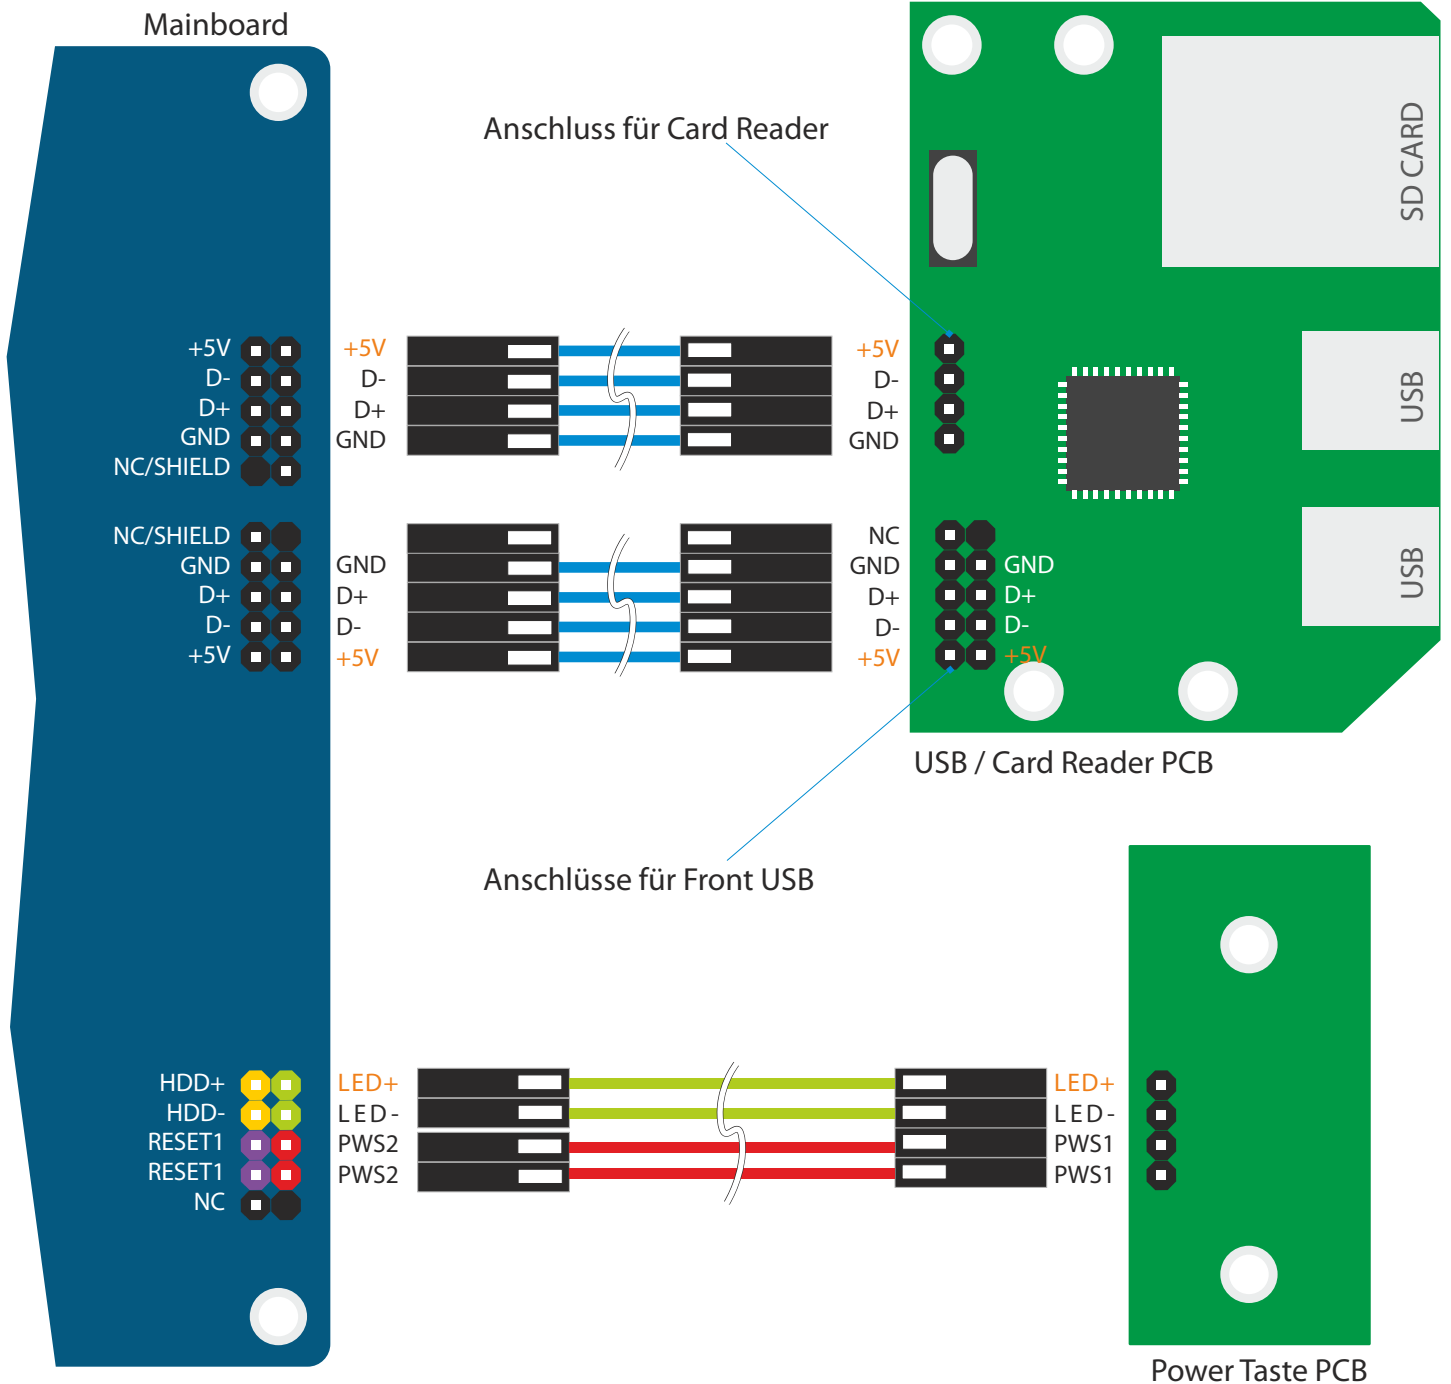 Mainboard
Anschluss für Card Reader
SD CARD
+5V +5V +5V
D- D- D-
D+ D+ D+
GND GND GND
NC/SHIELD
USB
NC/SHIELD NC
GND GND GND GND
D+ D+ D+ D+
D- D- D- D-
+5V +5V +5V +5V
USB
USB / Card Reader PCB
Anschlüsse für Front USB
HDD+ LED+ LED+
HDD- LED- LED-
RESET1 PWS2 PWS1
RESET1 PWS2 PWS1
NC
Power Taste PCB